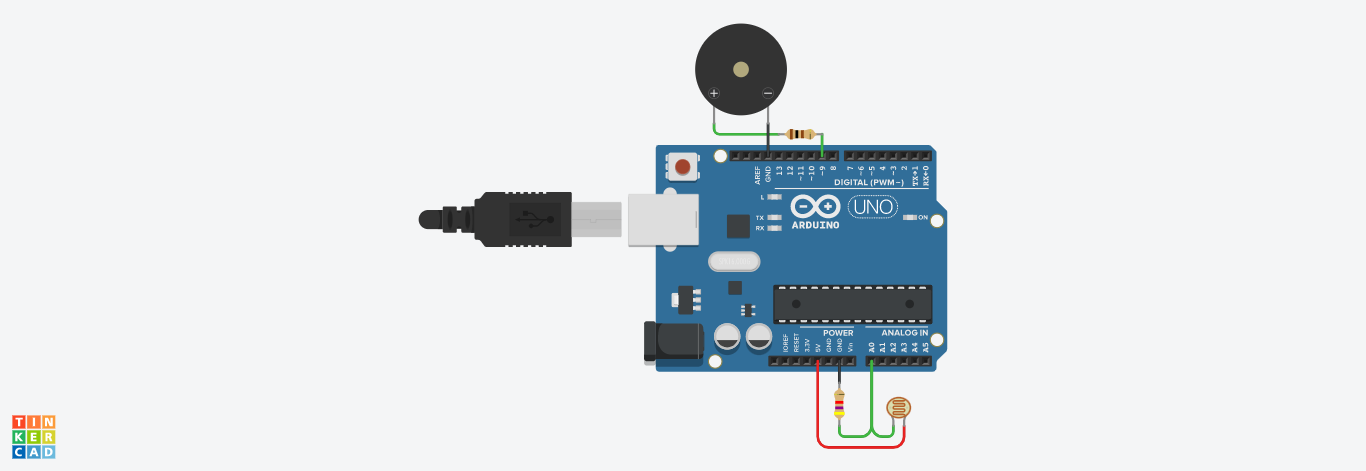 + −
AREF
GND
13
12
~11
~10
~9
8
7
~6
~5
4
~3
2
TX→1
RX←0
DIGITAL (PWM~)
L
TX
RX
UNO
ARDUINO
ON
POWER
ANALOG IN
IOREF
RESET
3.3V
5V
GND
GND
Vin
A0
A1
A2
A3
A4
A5
TIN
KER
CAD